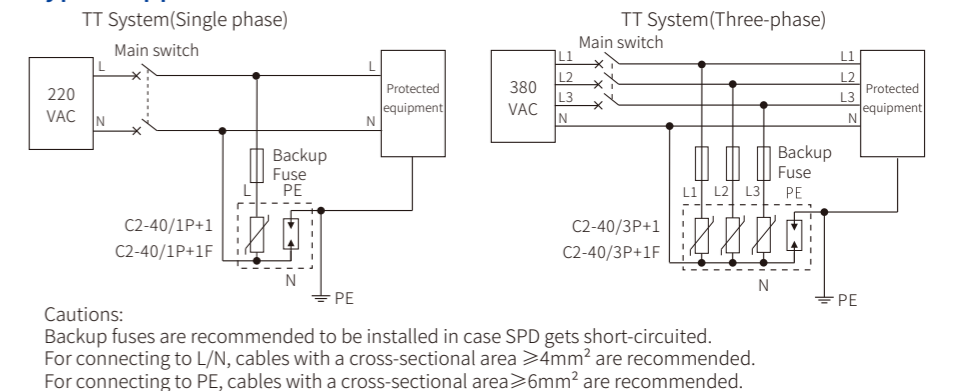 TT System(Single phase)
Main switch
L
L
220
VAC
Protected
equipment
N
N
Backup
Fuse
L
PE
C2-40/1P+1
C2-40/1P+1F
N
PE
TT System(Three-phase)
Main switch
L1
L1
L2
L2
380
VAC
Protected
equipment
L3
L3
N
N
Backup
Fuse
L1
L2
L3
PE
C2-40/3P+1
C2-40/3P+1F
N
PE
Cautions:
Backup fuses are recommended to be installed in case SPD gets short-circuited.
For connecting to L/N, cables with a cross-sectional area ≥4mm² are recommended.
For connecting to PE, cables with a cross-sectional area≥6mm² are recommended.